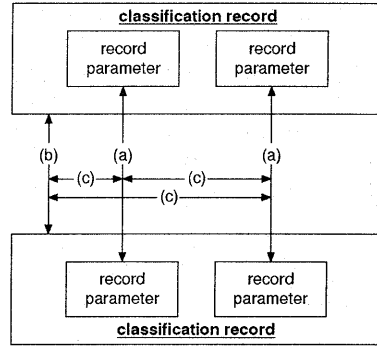 classification record
record
parameter
record
parameter
(b)
(a)
(a)
(c)
(c)
(c)
record
parameter
record
parameter
classification record